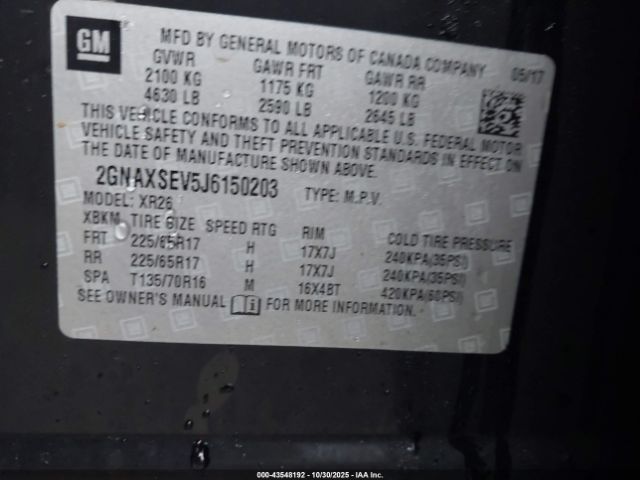 GM
MFD BY GENERAL MOTORS OF CANADA COMPANY
05/17
GVWR GAWR FRT GAWR RR
2100 KG 1175 KG 1200 KG
4630 LB 2590 LB 2645 LB
THIS VEHICLE CONFORMS TO ALL APPLICABLE U.S. FEDERAL MOTOR
VEHICLE SAFETY AND THEFT PREVENTION STANDARDS IN EFFECT ON
THE DATE OF MANUFACTURE SHOWN ABOVE.
2GNAXSEV5J6150203 TYPE: M.P.V.
MODEL: XR26
XBKM TIRE SIZE SPEED RTG RIM COLD TIRE PRESSURE
FRT 225/65R17 H 17X7J 240KPA(35PSI)
RR 225/65R17 H 17X7J 240KPA(35PSI)
SPA T135/70R16 M 16X4BT 420KPA(60PSI)
SEE OWNER'S MANUAL FOR MORE INFORMATION.
000-43548192 - 10/30/2025 - IAA Inc.